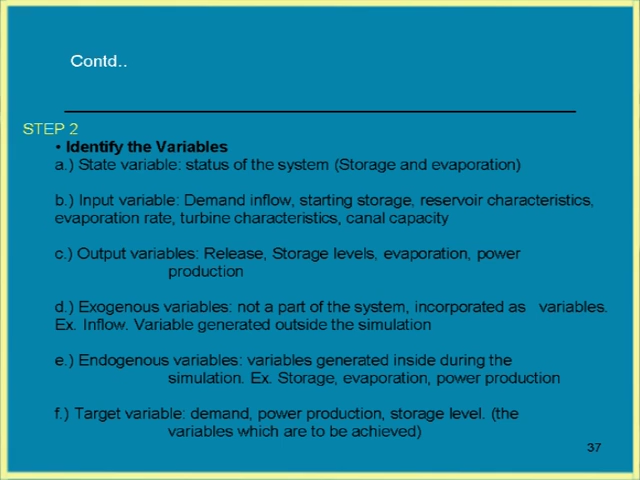 Contd..
STEP 2
• Identify the Variables
a.) State variable: status of the system (Storage and evaporation)
b.) Input variable: Demand inflow, starting storage, reservoir characteristics,
evaporation rate, turbine characteristics, canal capacity
c.) Output variables: Release, Storage levels, evaporation, power
production
d.) Exogenous variables: not a part of the system, incorporated as variables.
Ex. Inflow. Variable generated outside the simulation
e.) Endogenous variables: variables generated inside during the
simulation. Ex. Storage, evaporation, power production
f.) Target variable: demand, power production, storage level. (the
variables which are to be achieved)
37